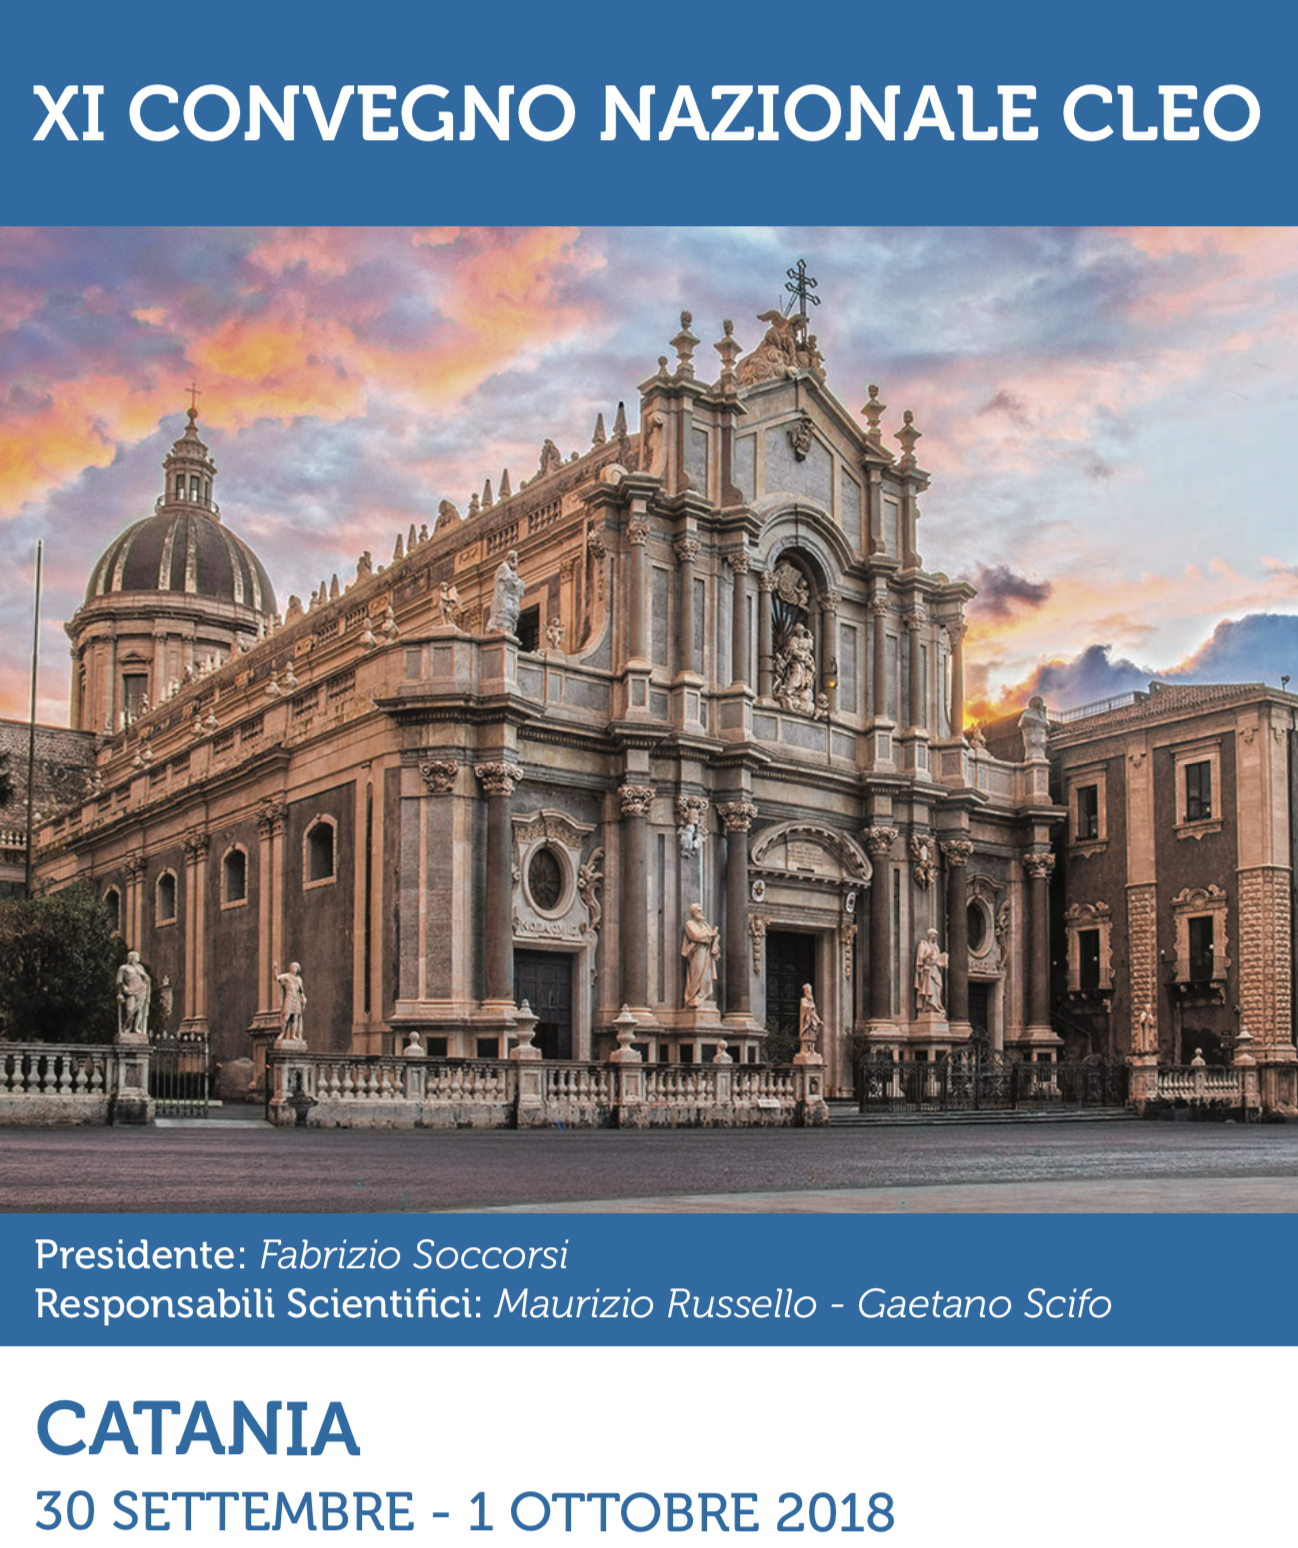 XI CONVEGNO NAZIONALE CLEO
Presidente: Fabrizio Soccorsi
Responsabili Scientifici: Maurizio Russello - Gaetano Scifo
CATANIA
30 SETTEMBRE - 1 OTTOBRE 2018